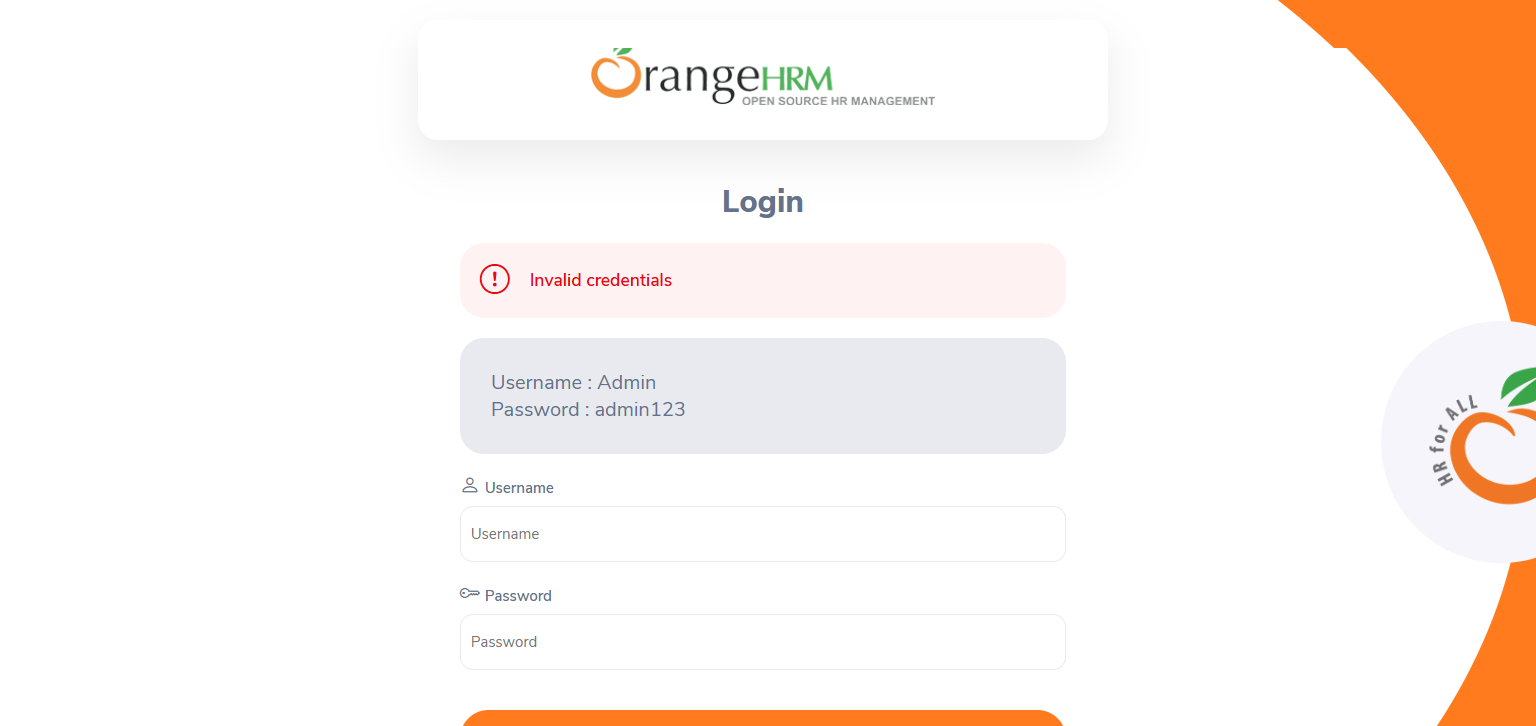 OrangeHRM
OPEN SOURCE HR MANAGEMENT
Login
Invalid credentials
Username : Admin
Password : admin123
HR for ALL
Username
Username
Password
Password